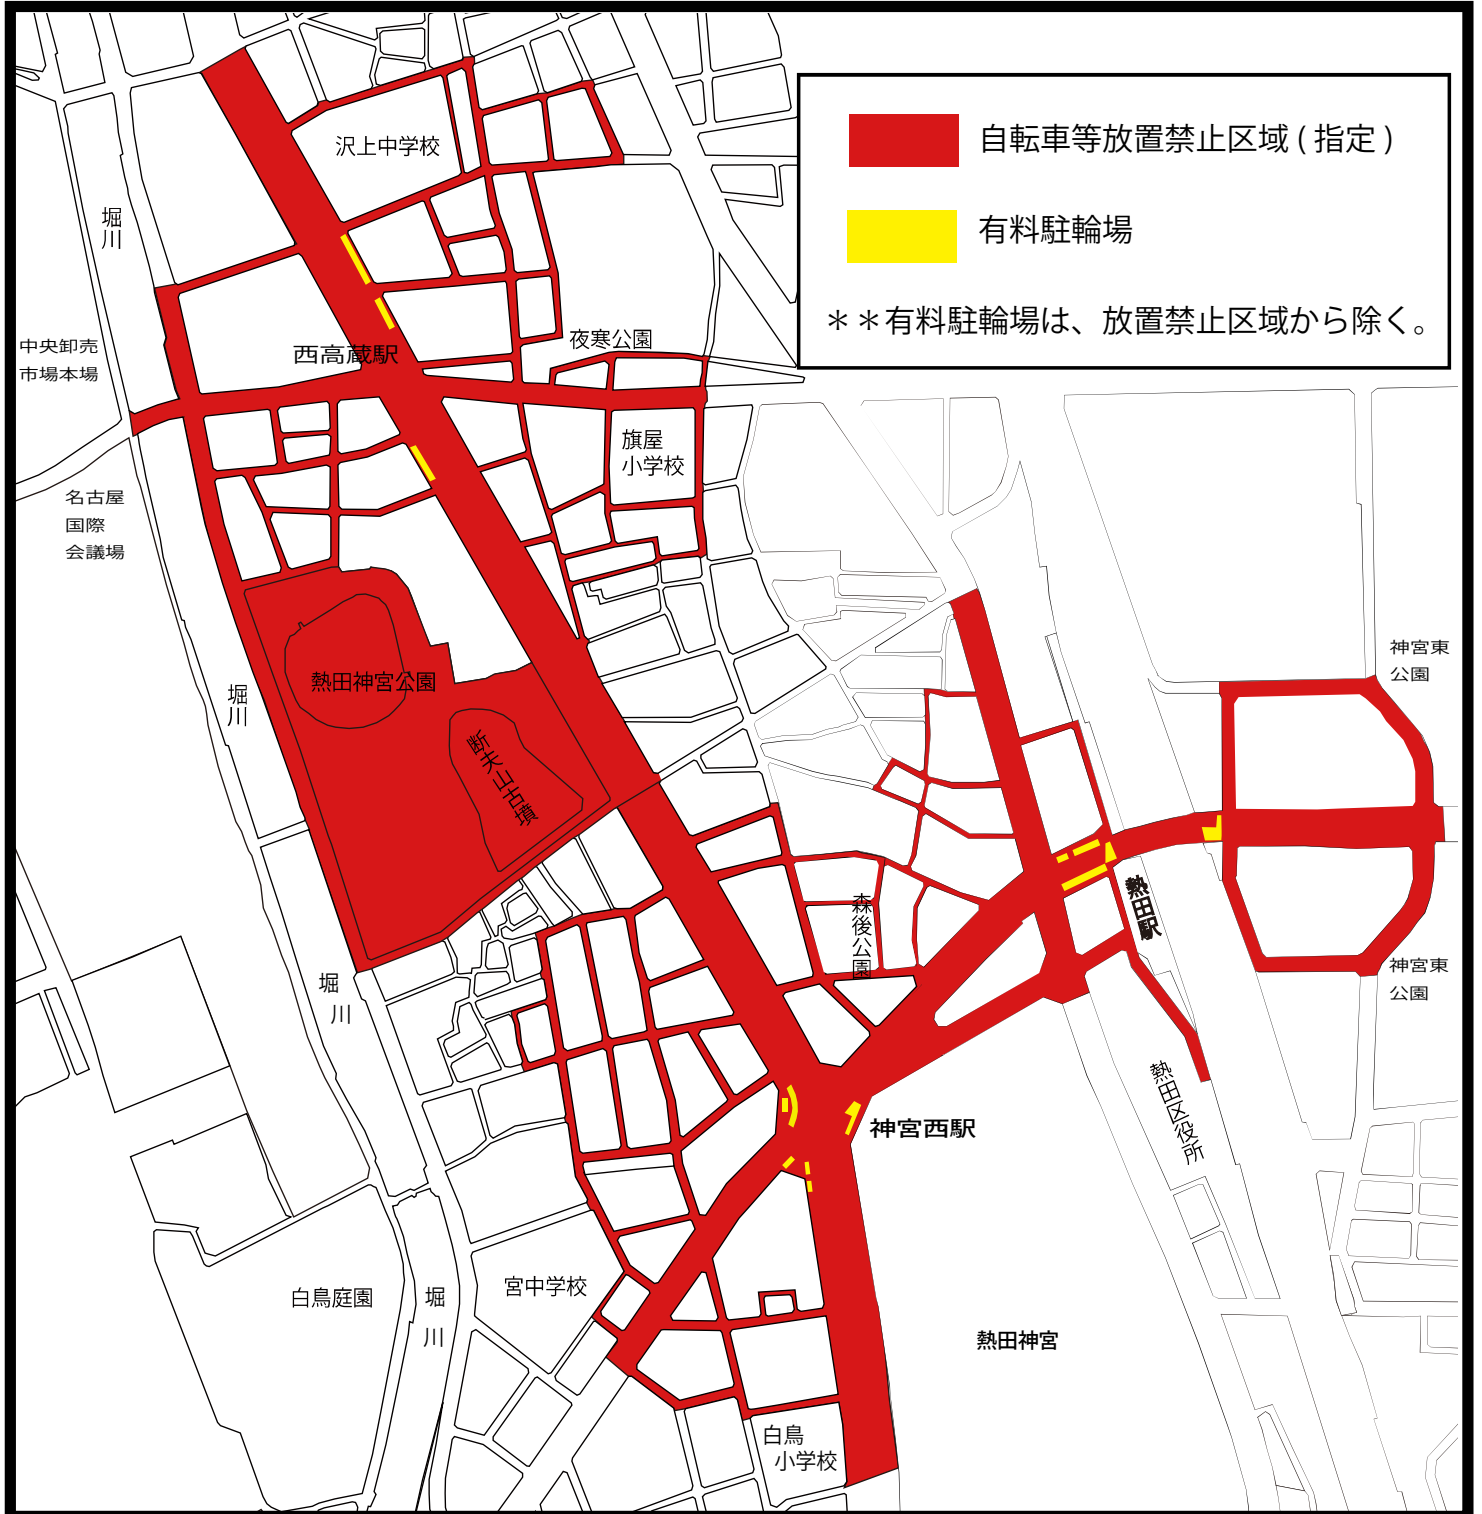 自転車等放置禁止区域 ( 指定 )
有料駐輪場
＊＊有料駐輪場は、放置禁止区域から除く。
沢上中学校
堀川
中央卸売
市場本場
西高蔵駅
夜寒公園
旗屋
小学校
名古屋
国際
会議場
熱田神宮公園
堀川
断夫山古墳
神宮東
公園
熱田駅
森後公園
神宮東
公園
堀
川
熱田区役所
神宮西駅
白鳥庭園
堀
川
宮中学校
熱田神宮
白鳥
小学校